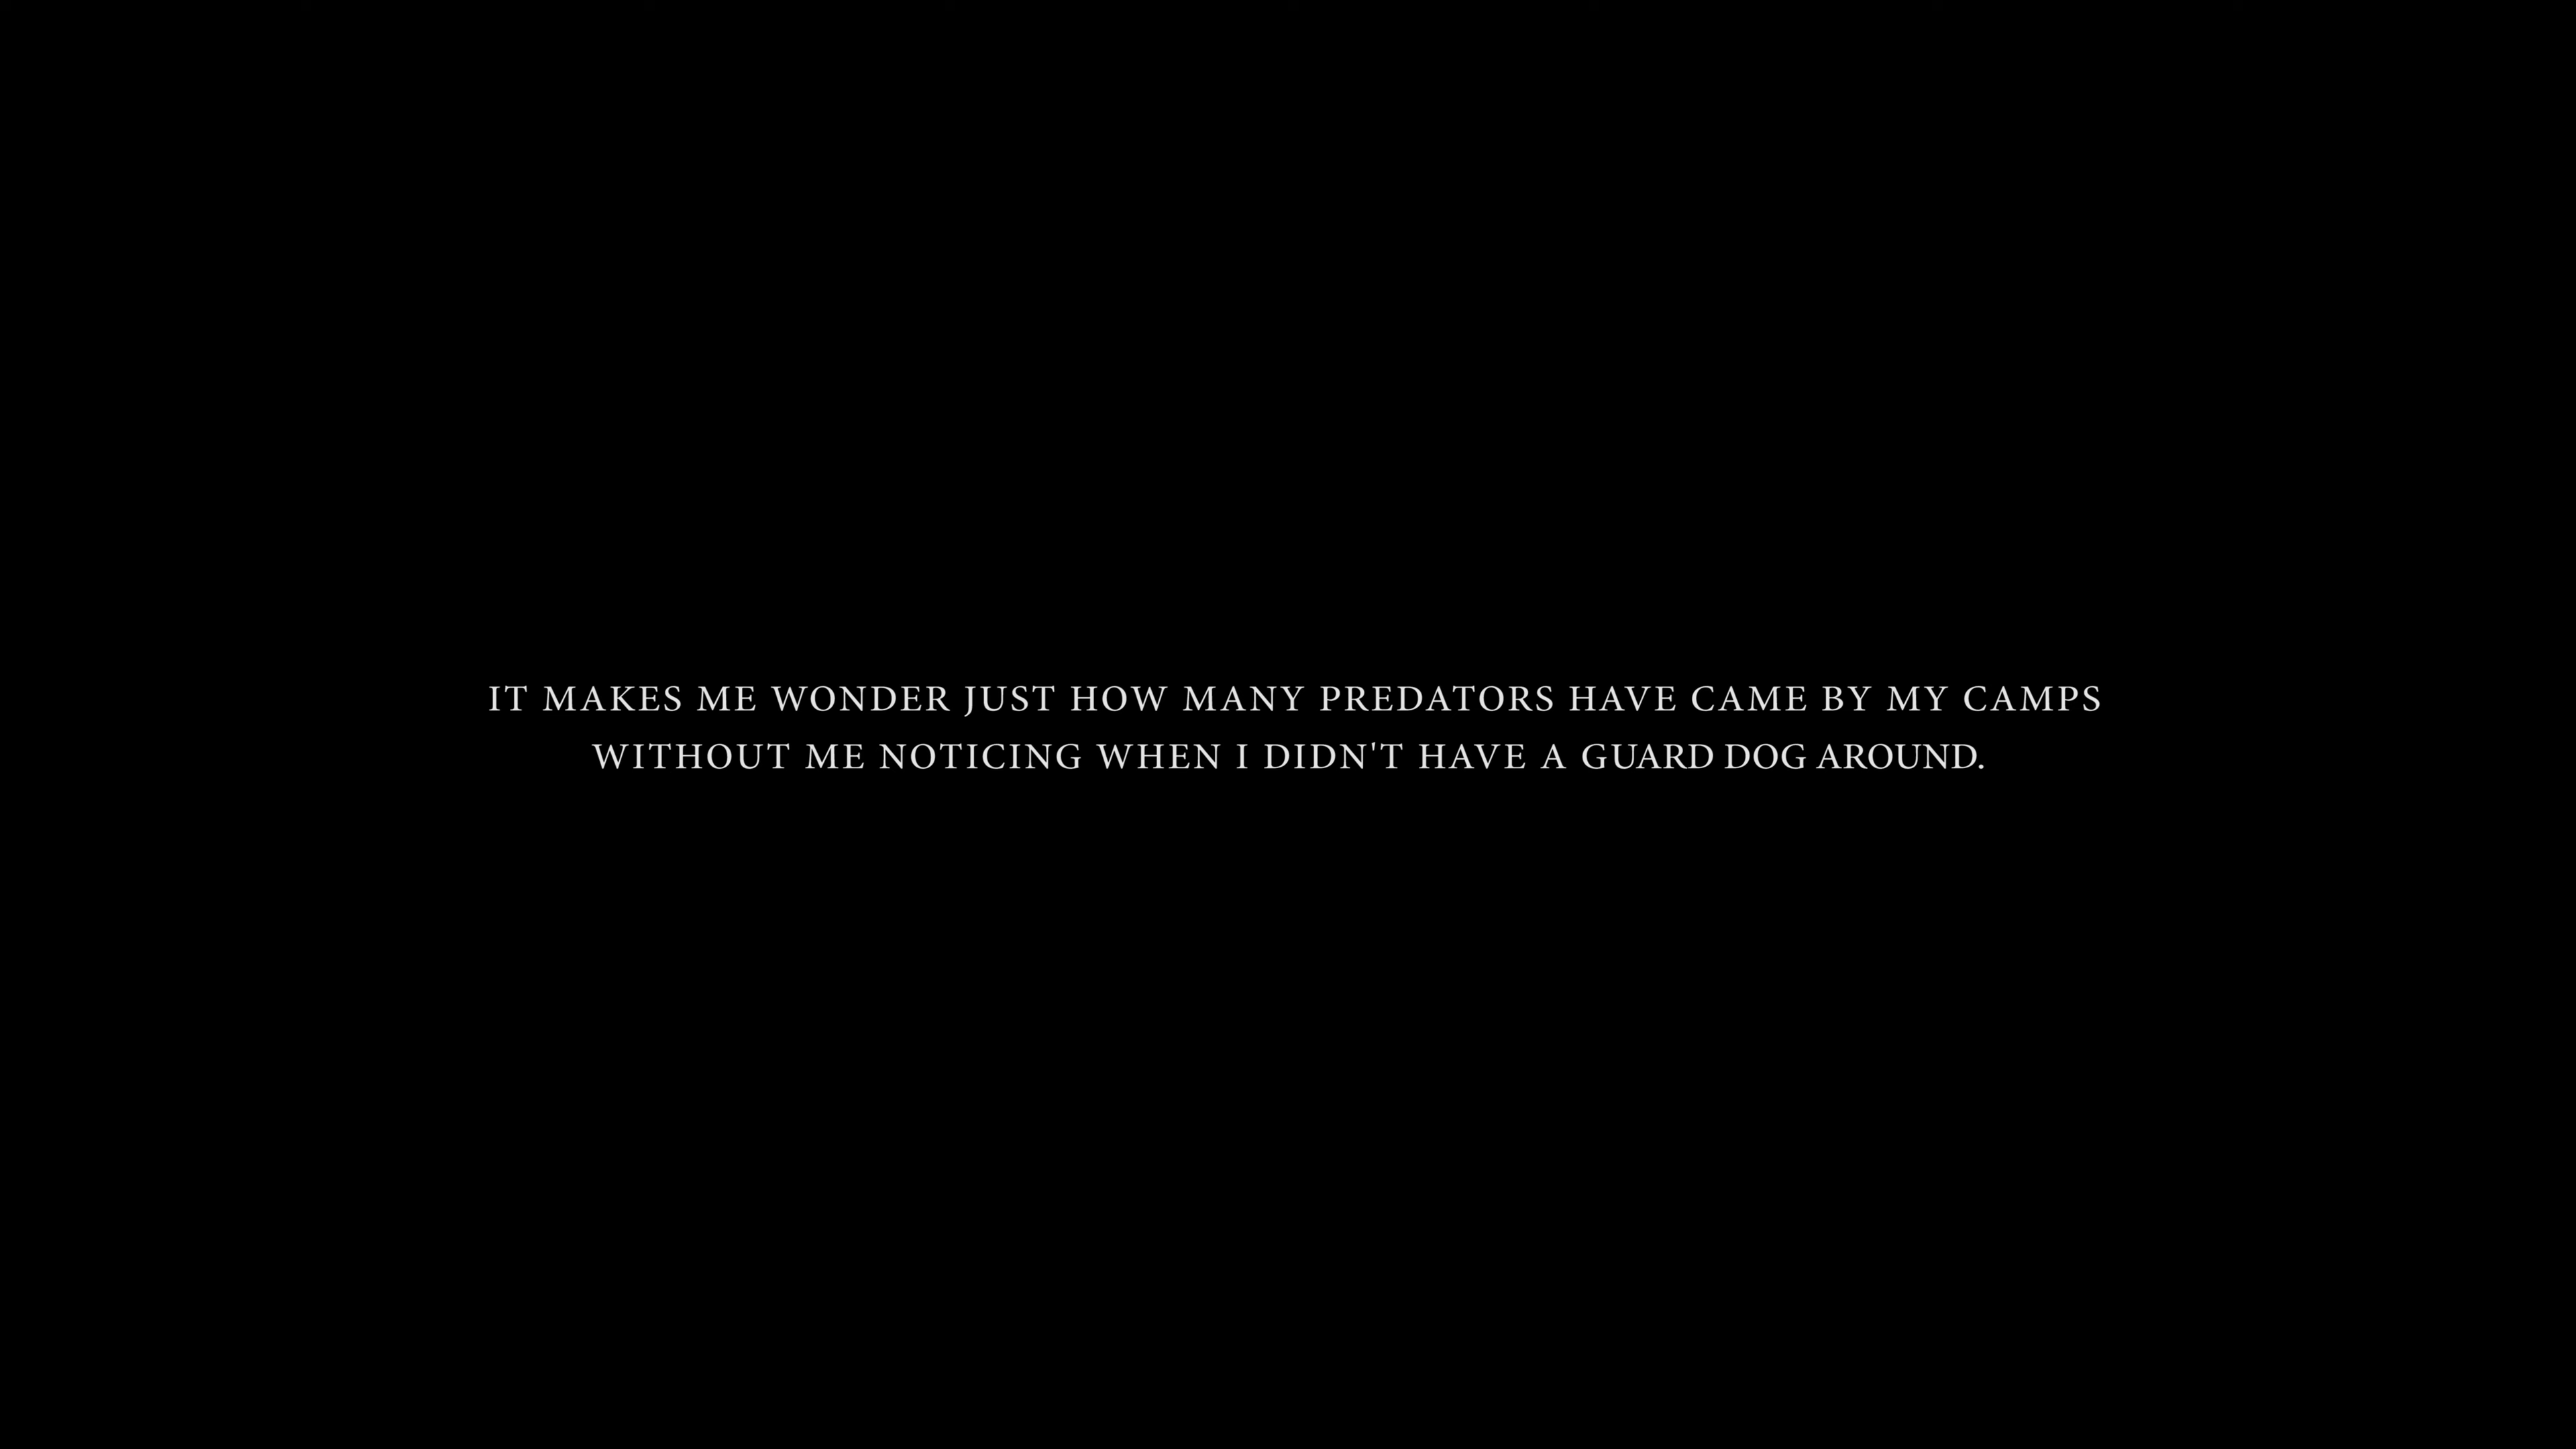 IT MAKES ME WONDER JUST HOW MANY PREDATORS HAVE CAME BY MY CAMPS
WITHOUT ME NOTICING WHEN I DIDN'T HAVE A GUARD DOG AROUND.